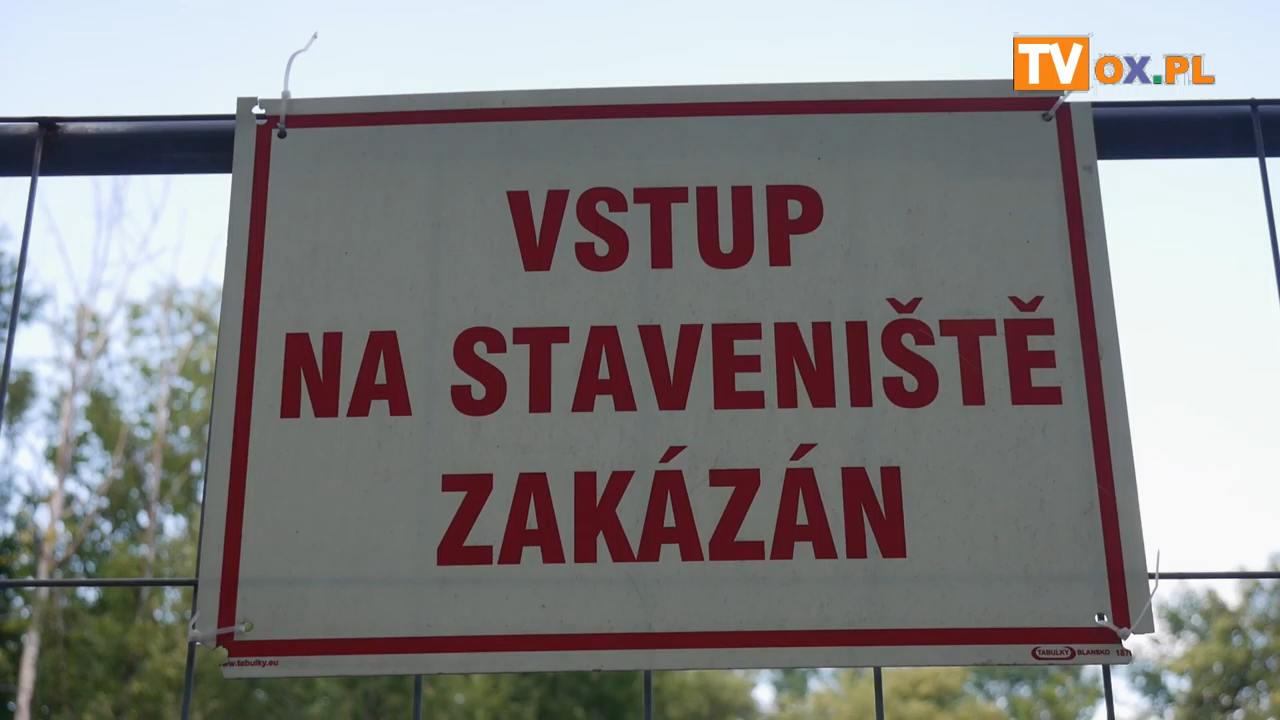 TVOX.PL
VSTUP
NA STAVENIŠTĚ
ZAKÁZÁN
www.tabulky.eu
TABULKY BLANSKO